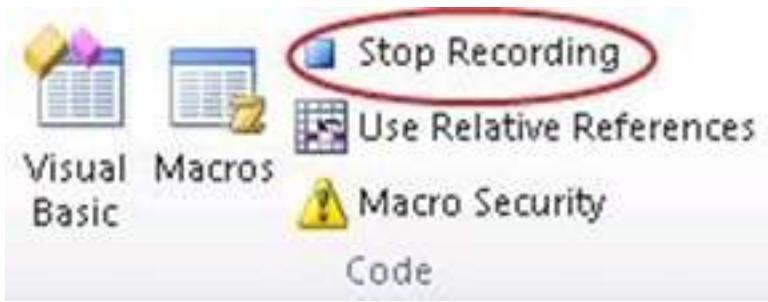 Visual Basic
Macros
Stop Recording
Use Relative References
Macro Security
Code